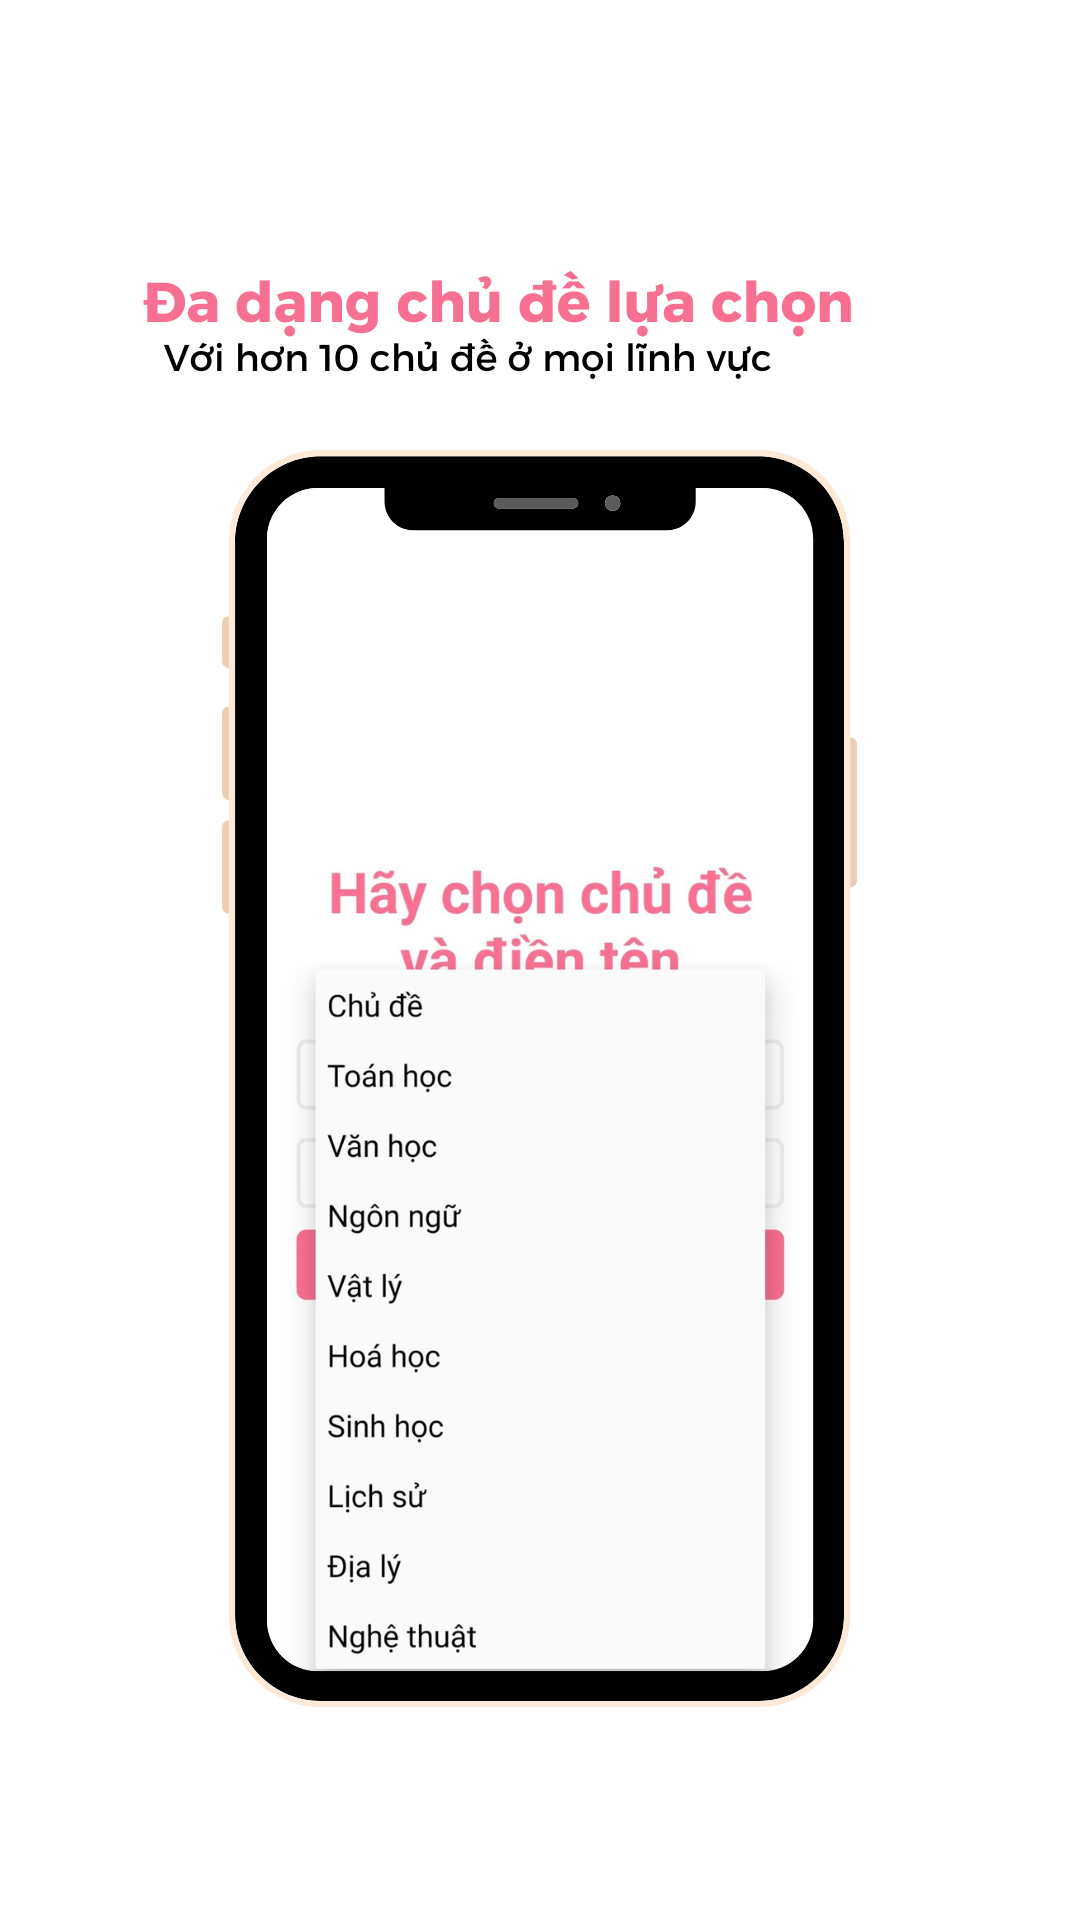 Đa dạng chủ đề lựa chọn
Với hơn 10 chủ đề ở mọi lĩnh vực
Hãy chọn chủ đề
và điền tên
Chủ đề
Toán học
Văn học
Ngôn ngữ
Vật lý
Hoá học
Sinh học
Lịch sử
Địa lý
Nghệ thuật